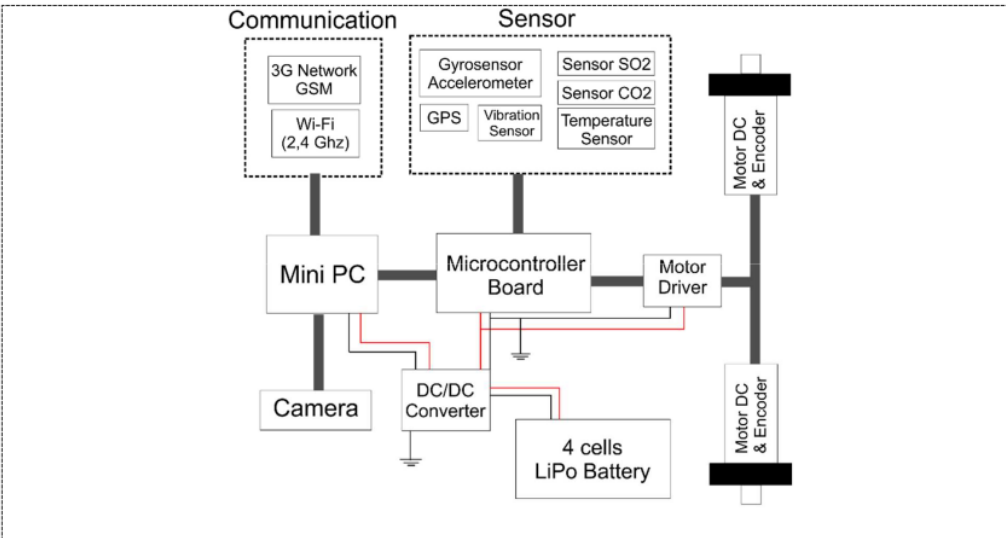 Communication
Sensor
3G Network
GSM
Wi-Fi
(2,4 Ghz)
Gyrosensor
Accelerometer
GPS
Vibration
Sensor
Sensor SO2
Sensor CO2
Temperature
Sensor
Motor DC
& Encoder
Mini PC
Microcontroller
Board
Motor
Driver
Camera
DC/DC
Converter
4 cells
LiPo Battery
Motor DC
& Encoder